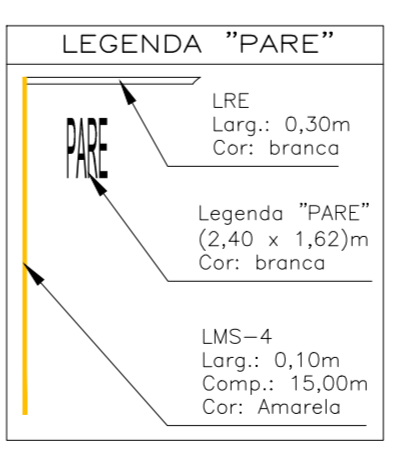 LEGENDA "PARE"
LRE
Larg.: 0,30m
Cor: branca
PARE
Legenda "PARE"
(2,40 x 1,62)m
Cor: branca
LMS-4
Larg.: 0,10m
Comp.: 15,00m
Cor: Amarela